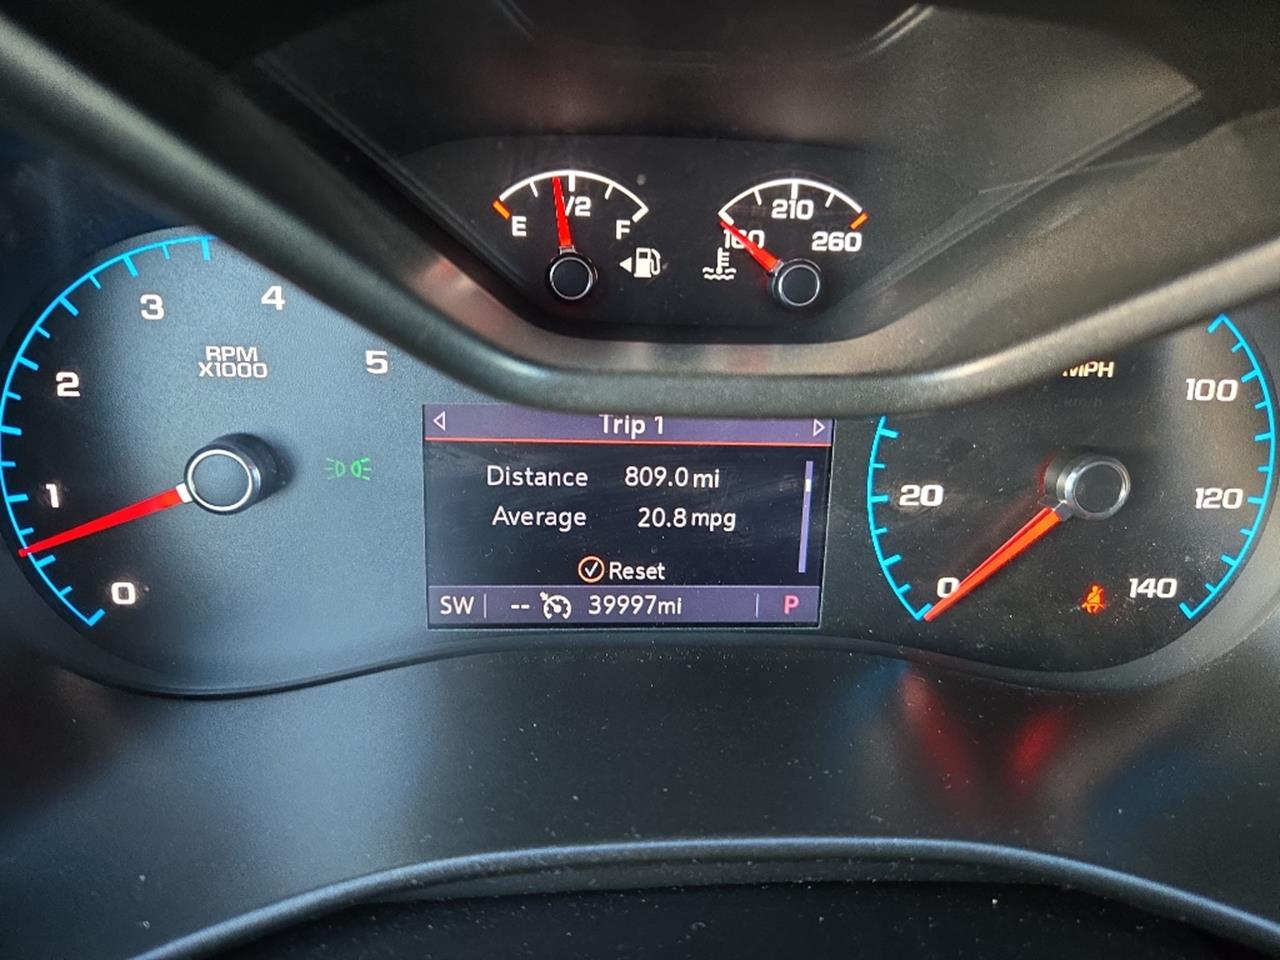 E 1/2 F
160 210 260
0 1 2 3 4 5
RPM
X1000
Trip 1
Distance 809.0 mi
Average 20.8 mpg
Reset
SW -- 39997mi P
MPH
0 20 100 120 140